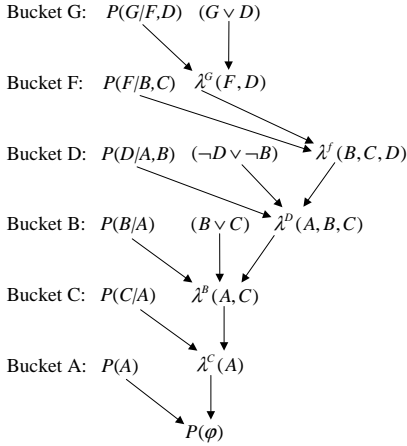 Bucket G: P(G/F,D) (G ∨ D)
Bucket F: P(F/B,C) λ^G(F,D)
Bucket D: P(D/A,B) (¬D ∨ ¬B) λ^f(B,C,D)
Bucket B: P(B/A) (B ∨ C) λ^D(A,B,C)
Bucket C: P(C/A) λ^B(A,C)
Bucket A: P(A) λ^C(A)
P(φ)